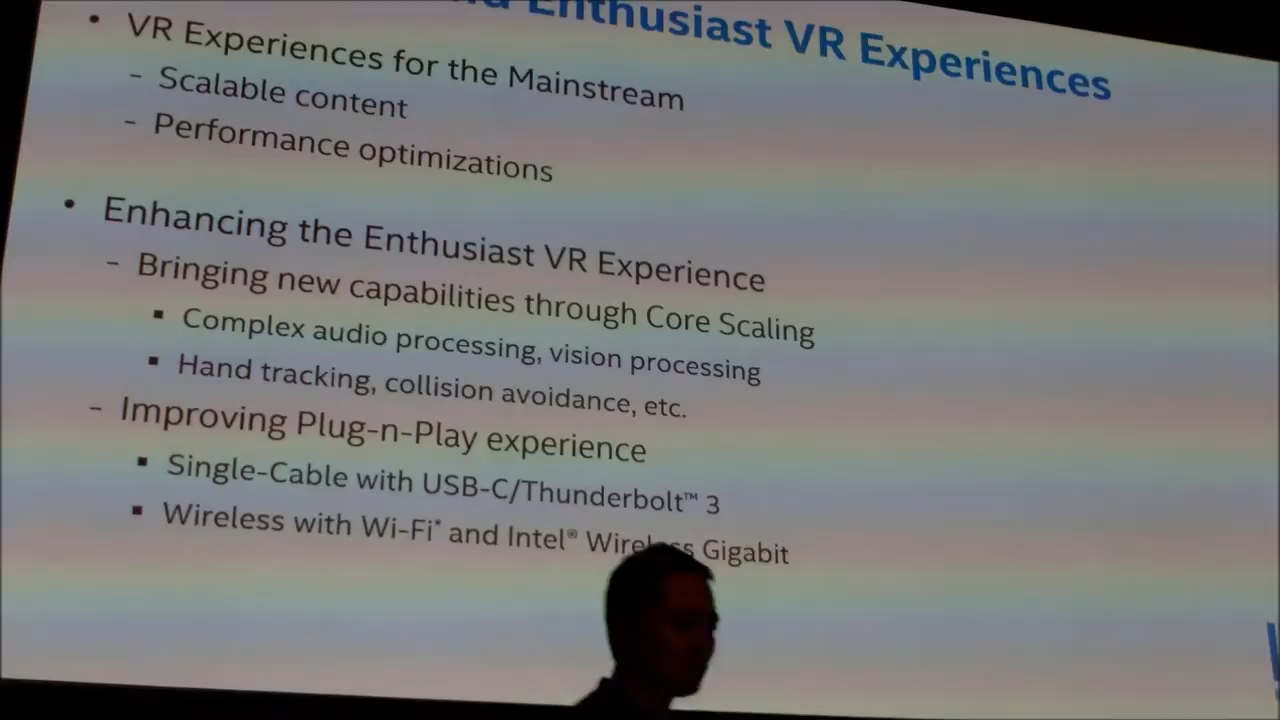 Enthusiast VR Experiences
• VR Experiences for the Mainstream
– Scalable content
– Performance optimizations
• Enhancing the Enthusiast VR Experience
– Bringing new capabilities through Core Scaling
▪ Complex audio processing, vision processing
▪ Hand tracking, collision avoidance, etc.
– Improving Plug-n-Play experience
▪ Single-Cable with USB-C/Thunderbolt™ 3
▪ Wireless with Wi-Fi* and Intel® Wireless Gigabit